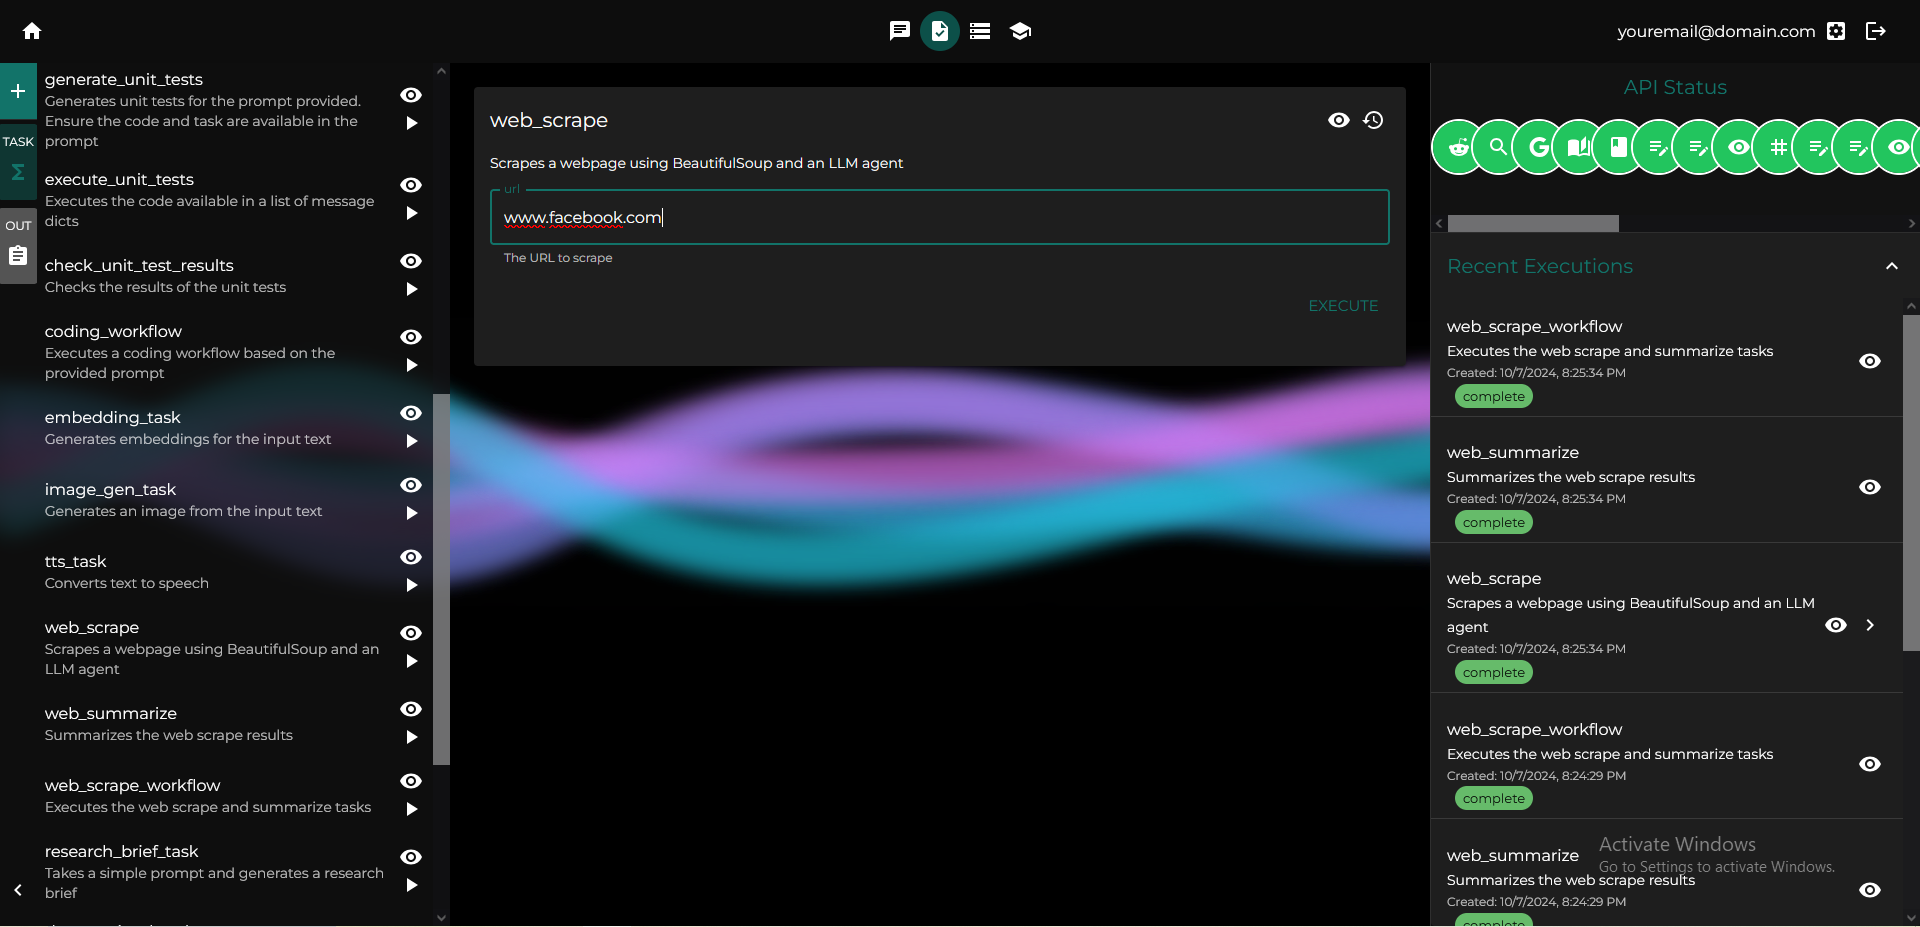 youremail@domain.com
TASK
OUT
generate_unit_tests
Generates unit tests for the prompt provided.
Ensure the code and task are available in the
prompt
execute_unit_tests
Executes the code available in a list of message
dicts
check_unit_test_results
Checks the results of the unit tests
coding_workflow
Executes a coding workflow based on the
provided prompt
embedding_task
Generates embeddings for the input text
image_gen_task
Generates an image from the input text
tts_task
Converts text to speech
web_scrape
Scrapes a webpage using BeautifulSoup and an
LLM agent
web_summarize
Summarizes the web scrape results
web_scrape_workflow
Executes the web scrape and summarize tasks
research_brief_task
Takes a simple prompt and generates a research
brief
web_scrape
Scrapes a webpage using BeautifulSoup and an LLM agent
url
www.facebook.com
The URL to scrape
EXECUTE
API Status
G
Recent Executions
web_scrape_workflow
Executes the web scrape and summarize tasks
Created: 10/7/2024, 8:25:34 PM
complete
web_summarize
Summarizes the web scrape results
Created: 10/7/2024, 8:25:34 PM
complete
web_scrape
Scrapes a webpage using BeautifulSoup and an LLM
agent
Created: 10/7/2024, 8:25:34 PM
complete
web_scrape_workflow
Executes the web scrape and summarize tasks
Created: 10/7/2024, 8:24:29 PM
complete
web_summarize
Summarizes the web scrape results
Created: 10/7/2024, 8:24:29 PM
complete
Activate Windows
Go to Settings to activate Windows.